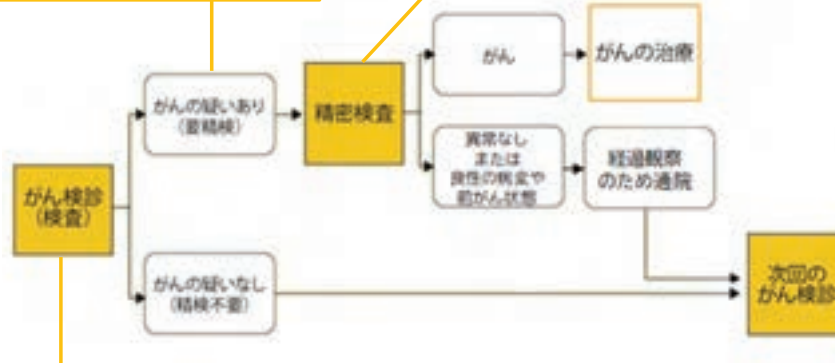 がん検診
(検査)
がんの疑いあり
(要精検)
精密検査
がん
がんの治療
異常なし
または
良性の病変や
前がん状態
経過観察
のため通院
がんの疑いなし
(精検不要)
次回の
がん検診